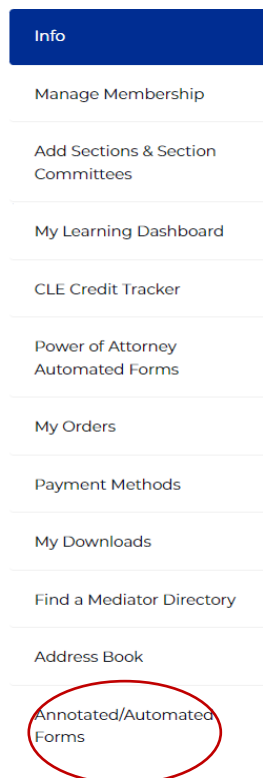 Info
Manage Membership
Add Sections & Section
Committees
My Learning Dashboard
CLE Credit Tracker
Power of Attorney
Automated Forms
My Orders
Payment Methods
My Downloads
Find a Mediator Directory
Address Book
Annotated/Automated
Forms